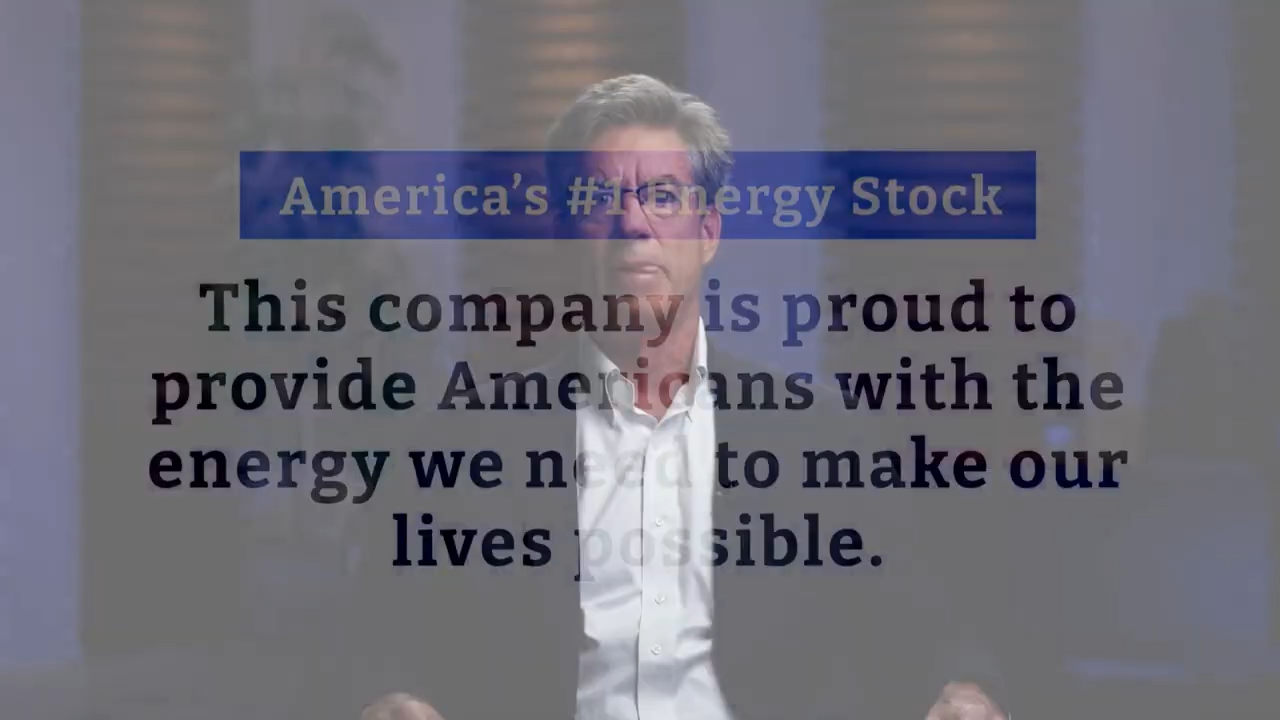 America's #1 Energy Stock
This company is proud to
provide Americans with the
energy we need to make our
lives possible.